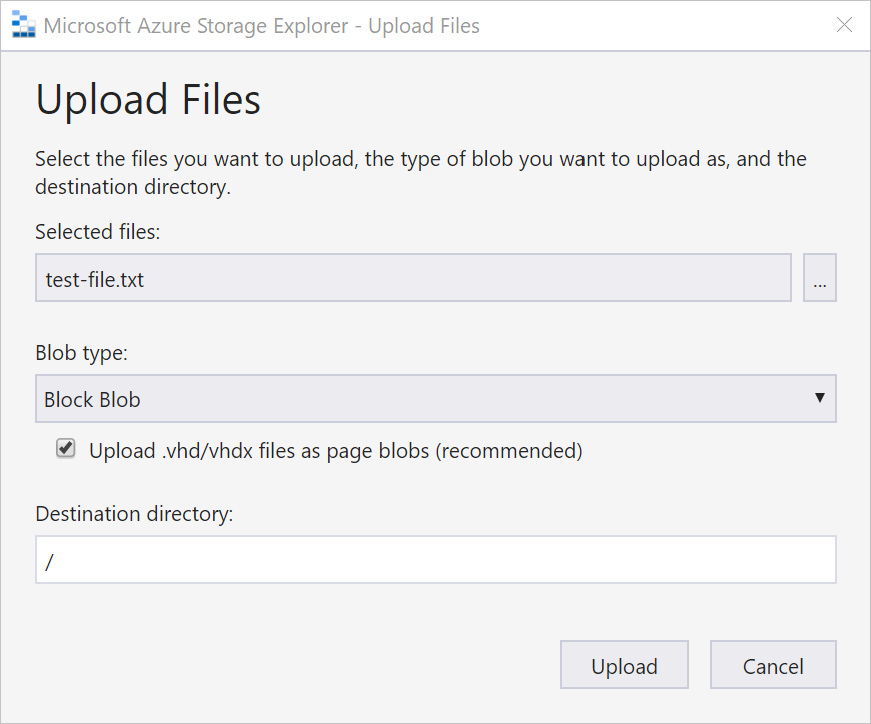 Microsoft Azure Storage Explorer - Upload Files
Upload Files
Select the files you want to upload, the type of blob you want to upload as, and the
destination directory.
Selected files:
test-file.txt
...
Blob type:
Block Blob
Upload .vhd/vhdx files as page blobs (recommended)
Destination directory:
/
Upload
Cancel